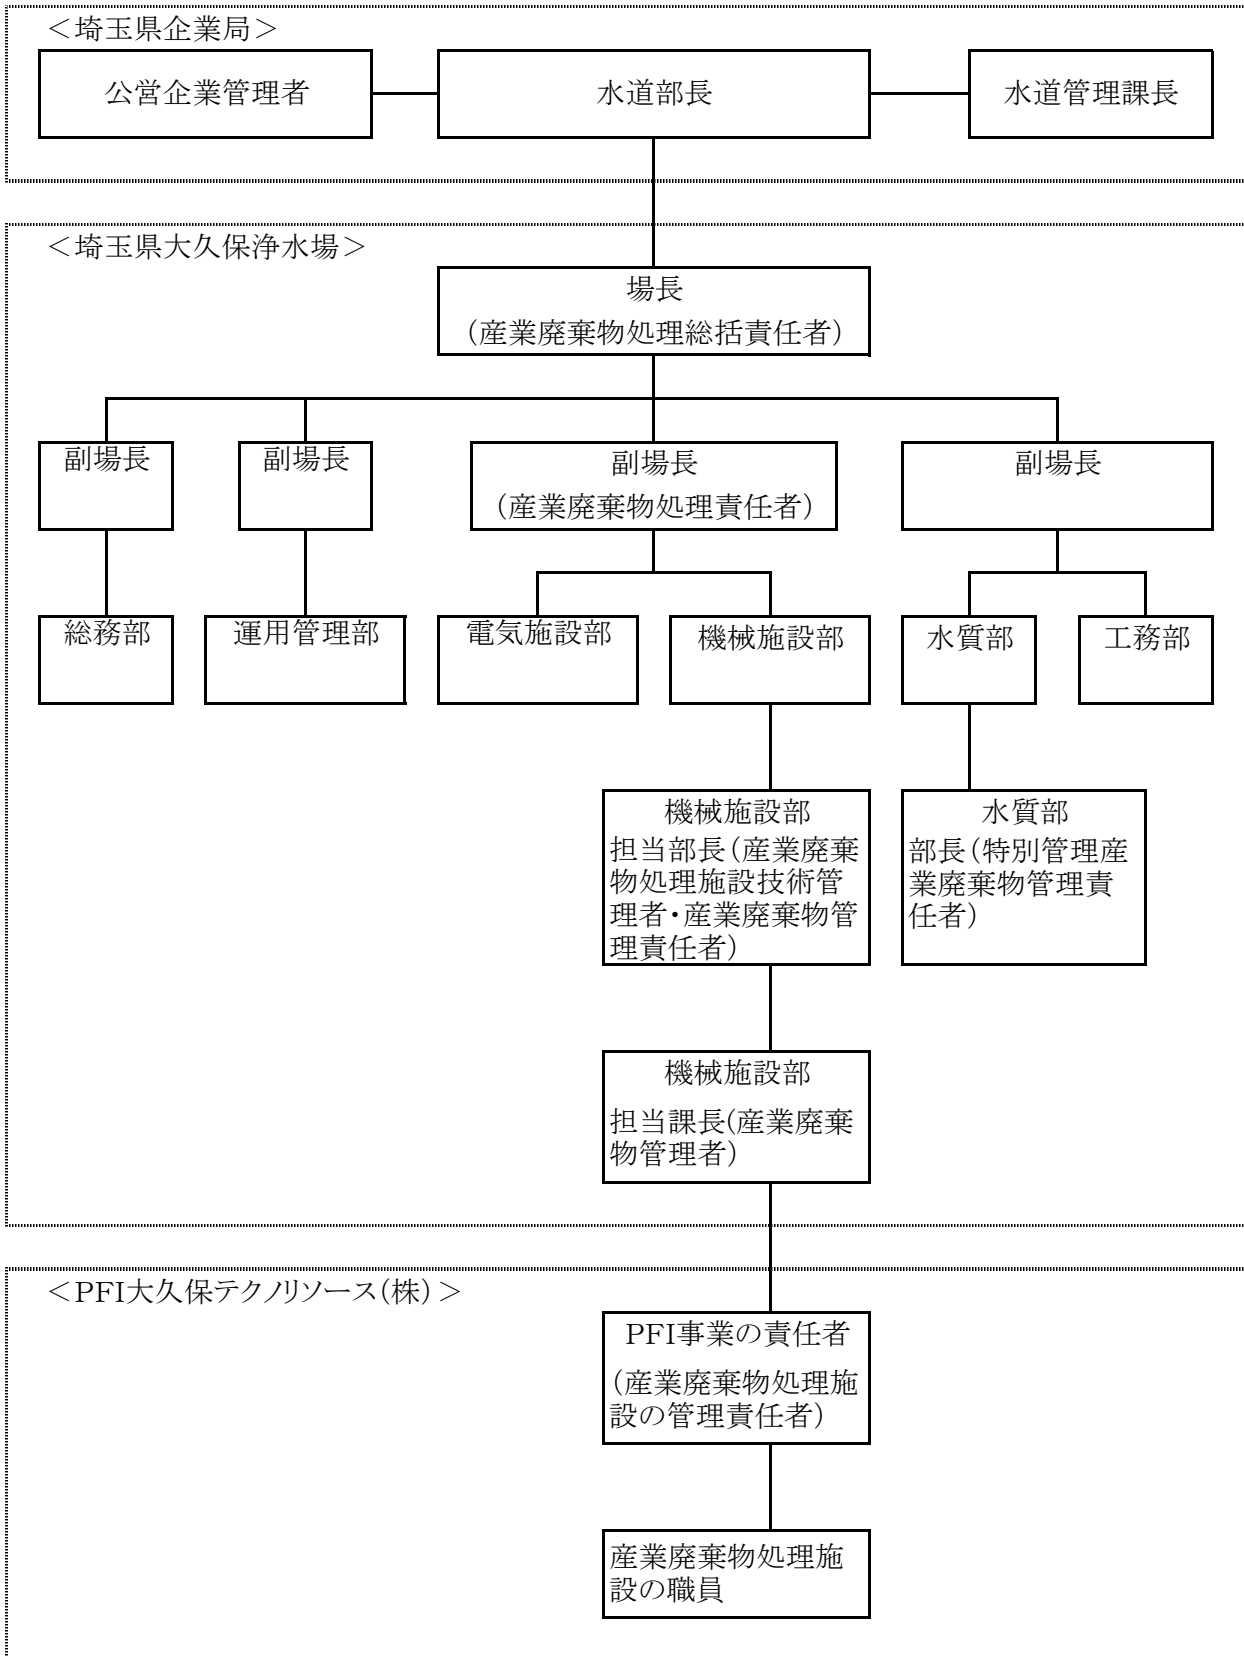 ＜埼玉県企業局＞
公営企業管理者
水道部長
水道管理課長
＜埼玉県大久保浄水場＞
場長
（産業廃棄物処理総括責任者）
副場長
副場長
副場長
（産業廃棄物処理責任者）
副場長
総務部
運用管理部
電気施設部
機械施設部
水質部
工務部
機械施設部
担当部長（産業廃棄
物処理施設技術管
理者・産業廃棄物管
理責任者）
水質部
部長（特別管理産
業廃棄物管理責
任者）
機械施設部
担当課長(産業廃棄
物管理者）
＜PFI大久保テクノリソース（株）＞
PFI事業の責任者
（産業廃棄物処理施
設の管理責任者）
産業廃棄物処理施
設の職員